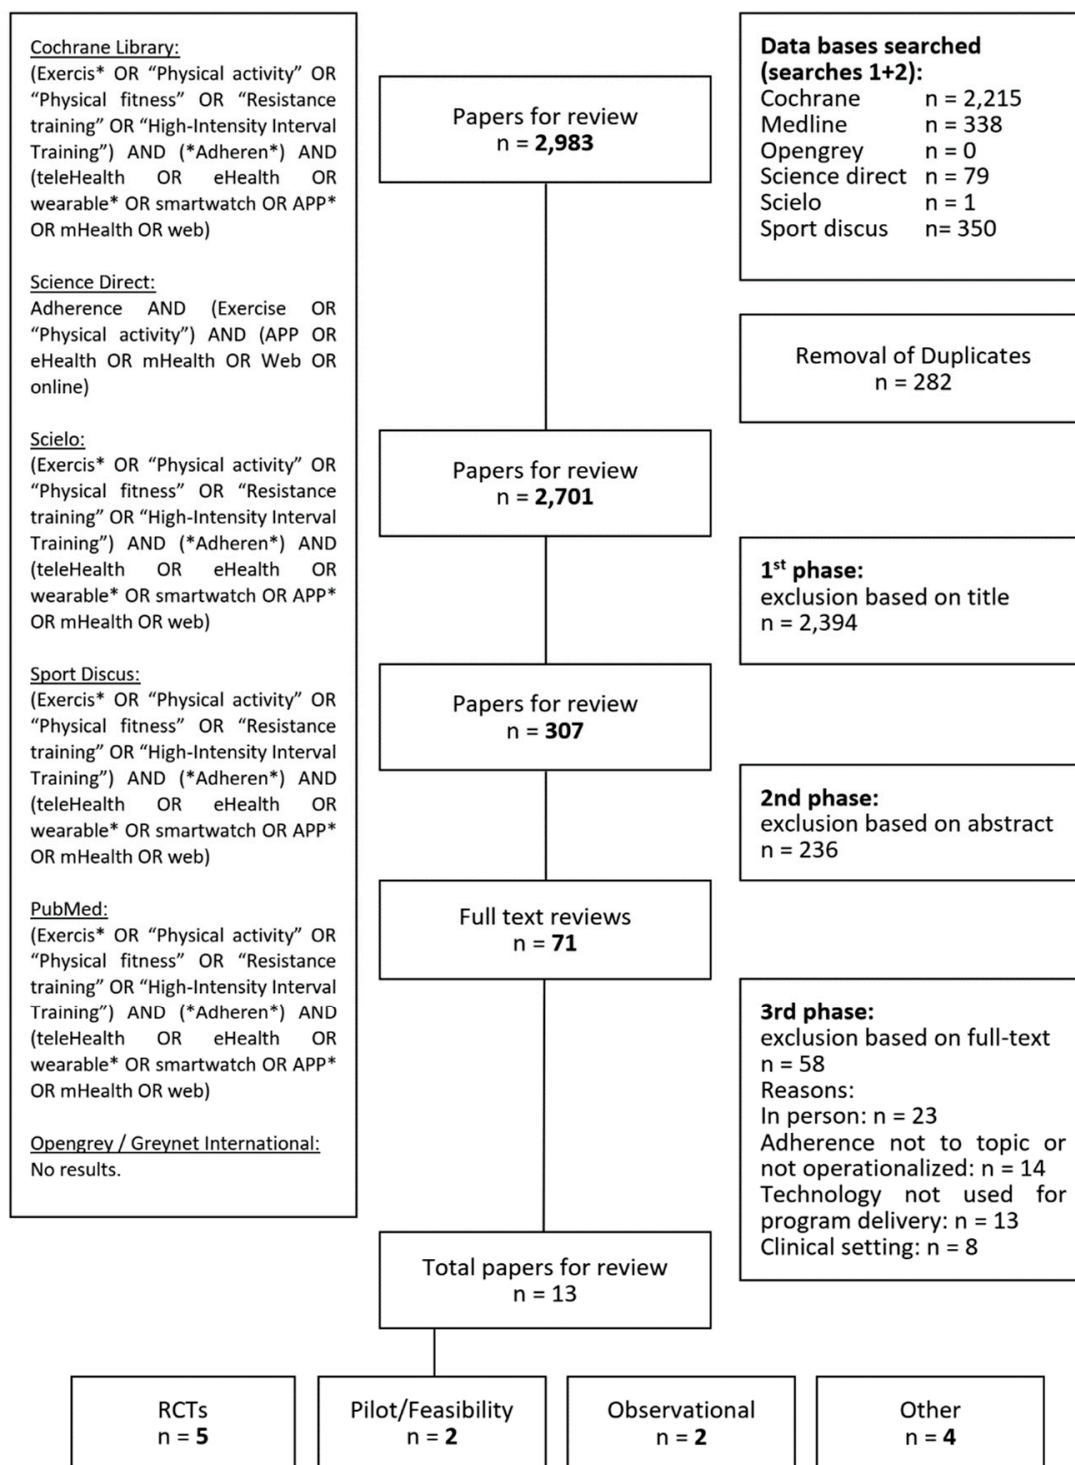 Cochrane Library:
(Exercis* OR “Physical activity” OR
“Physical fitness” OR “Resistance
training” OR “High-Intensity Interval
Training”) AND (*Adheren*) AND
(teleHealth OR eHealth OR
wearable* OR smartwatch OR APP*
OR mHealth OR web)
Science Direct:
Adherence AND (Exercise OR
“Physical activity”) AND (APP OR
eHealth OR mHealth OR Web OR
online)
Scielo:
(Exercis* OR “Physical activity” OR
“Physical fitness” OR “Resistance
training” OR “High-Intensity Interval
Training”) AND (*Adheren*) AND
(teleHealth OR eHealth OR
wearable* OR smartwatch OR APP*
OR mHealth OR web)
Sport Discus:
(Exercis* OR “Physical activity” OR
“Physical fitness” OR “Resistance
training” OR “High-Intensity Interval
Training”) AND (*Adheren*) AND
(teleHealth OR eHealth OR
wearable* OR smartwatch OR APP*
OR mHealth OR web)
PubMed:
(Exercis* OR “Physical activity” OR
“Physical fitness” OR “Resistance
training” OR “High-Intensity Interval
Training”) AND (*Adheren*) AND
(teleHealth OR eHealth OR
wearable* OR smartwatch OR APP*
OR mHealth OR web)
Opengrey / Greynet International:
No results.
Papers for review
n = 2,983
Data bases searched
(searches 1+2):
Cochrane n = 2,215
Medline n = 338
Opengrey n = 0
Science direct n = 79
Scielo n = 1
Sport discus n= 350
Removal of Duplicates
n = 282
Papers for review
n = 2,701
1st phase:
exclusion based on title
n = 2,394
Papers for review
n = 307
2nd phase:
exclusion based on abstract
n = 236
Full text reviews
n = 71
3rd phase:
exclusion based on full-text
n = 58
Reasons:
In person: n = 23
Adherence not to topic or
not operationalized: n = 14
Technology not used for
program delivery: n = 13
Clinical setting: n = 8
Total papers for review
n = 13
RCTs
n = 5
Pilot/Feasibility
n = 2
Observational
n = 2
Other
n = 4